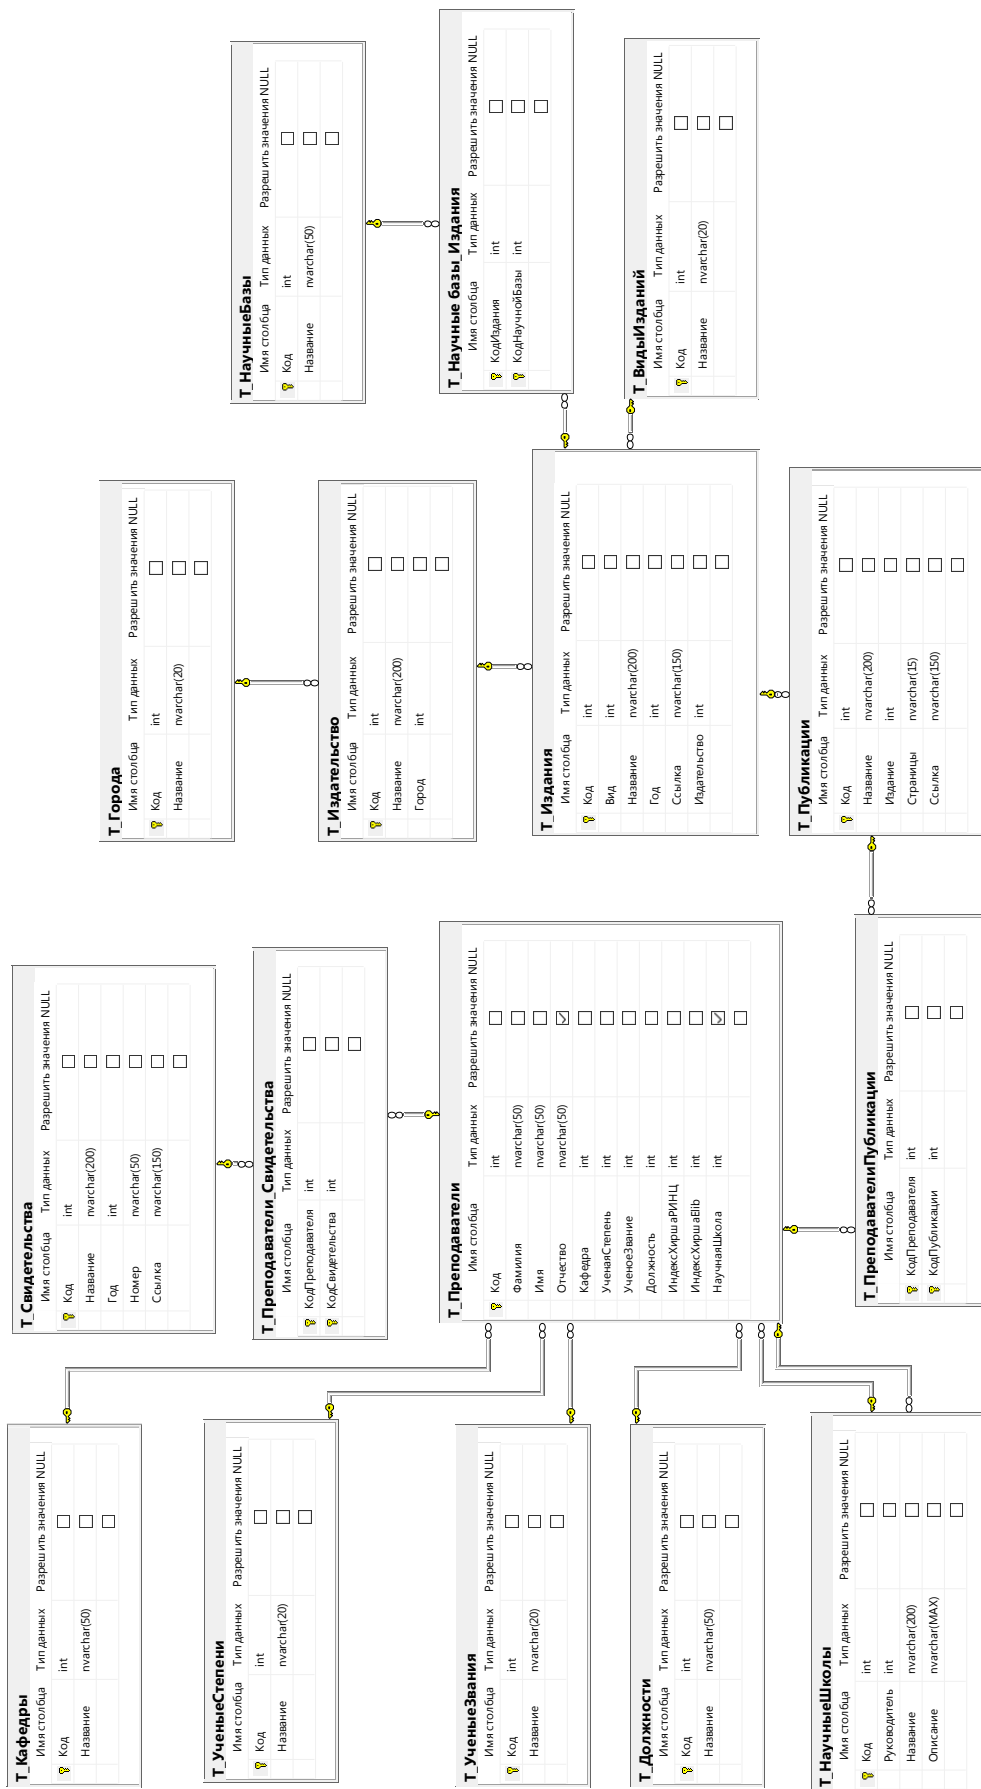 Т_Кафедры
Имя столбца Тип данных Разрешить значения NULL
Код int
Название nvarchar(50)
Т_УченыеСтепени
Имя столбца Тип данных Разрешить значения NULL
Код int
Название nvarchar(20)
Т_УченыеЗвания
Имя столбца Тип данных Разрешить значения NULL
Код int
Название nvarchar(20)
Т_Должности
Имя столбца Тип данных Разрешить значения NULL
Код int
Название nvarchar(50)
Т_НаучныеШколы
Имя столбца Тип данных Разрешить значения NULL
Код int
Руководитель int
Название nvarchar(200)
Описание nvarchar(MAX)
Т_Свидетельства
Имя столбца Тип данных Разрешить значения NULL
Код int
Название nvarchar(200)
Год int
Номер nvarchar(50)
Ссылка nvarchar(150)
Т_Преподаватели_Свидетельства
Имя столбца Тип данных Разрешить значения NULL
КодПреподавателя int
КодСвидетельства int
Т_Преподаватели
Имя столбца Тип данных Разрешить значения NULL
Код int
Фамилия nvarchar(50)
Имя nvarchar(50)
Отчество nvarchar(50)
Кафедра int
УченаяСтепень int
УченоеЗвание int
Должность int
ИндексХиршаРИНЦ int
ИндексХиршаElib int
НаучнаяШкола int
Т_ПреподавателиПубликации
Имя столбца Тип данных Разрешить значения NULL
КодПреподавателя int
КодПубликации int
Т_Города
Имя столбца Тип данных Разрешить значения NULL
Код int
Название nvarchar(20)
Т_Издательство
Имя столбца Тип данных Разрешить значения NULL
Код int
Название nvarchar(200)
Город int
Т_Издания
Имя столбца Тип данных Разрешить значения NULL
Код int
Вид int
Название nvarchar(200)
Год int
Ссылка nvarchar(150)
Издательство int
Т_Публикации
Имя столбца Тип данных Разрешить значения NULL
Код int
Название nvarchar(200)
Издание int
Страницы nvarchar(15)
Ссылка nvarchar(150)
Т_НаучныеБазы
Имя столбца Тип данных Разрешить значения NULL
Код int
Название nvarchar(50)
Т_Научные базы_Издания
Имя столбца Тип данных Разрешить значения NULL
КодИздания int
КодНаучнойБазы int
Т_ВидыИзданий
Имя столбца Тип данных Разрешить значения NULL
Код int
Название nvarchar(20)